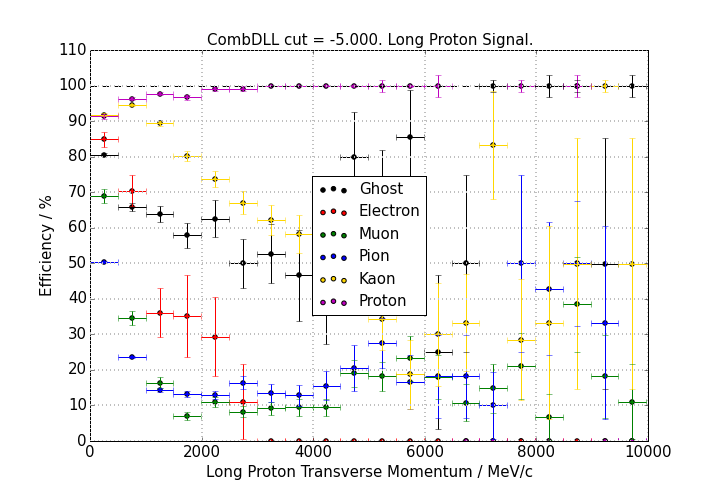 CombDLL cut = -5.000. Long Proton Signal.
110
100
90
80
70
60
50
40
30
20
10
0
Efficiency / %
Ghost
Electron
Muon
Pion
Kaon
Proton
0 2000 4000 6000 8000 10000
Long Proton Transverse Momentum / MeV/c